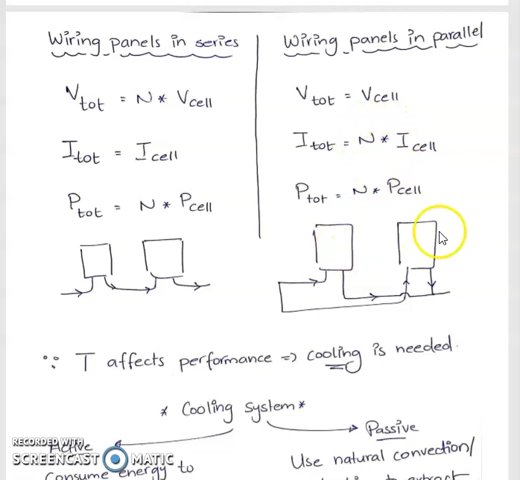 Wiring panels in series
Vtot = N * Vcell
Itot = Icell
Ptot = N * Pcell
Wiring panels in parallel
Vtot = Vcell
Itot = N * Icell
Ptot = N * Pcell
∵ T affects performance => cooling is needed.
* Cooling system *
Active
Consume energy to
Passive
Use natural convection/
to extract
RECORDED WITH
SCREENCAST MATIC